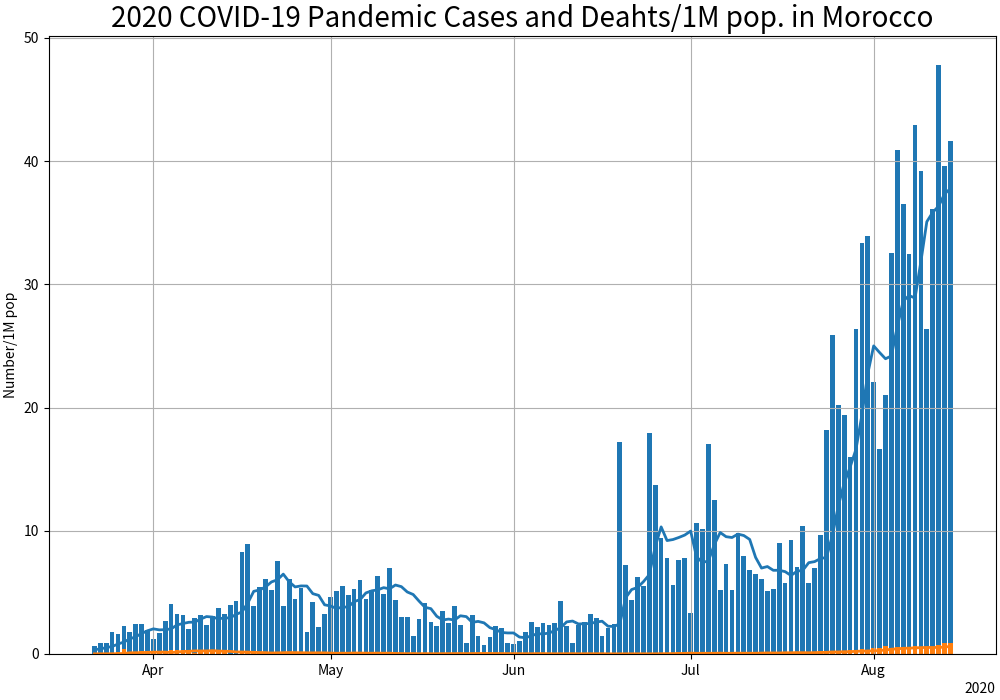 2020 COVID-19 Pandemic Cases and Deahts/1M pop. in Morocco
50
40
30
20
10
0
Number/1M pop
Apr
May
Jun
Jul
Aug
2020